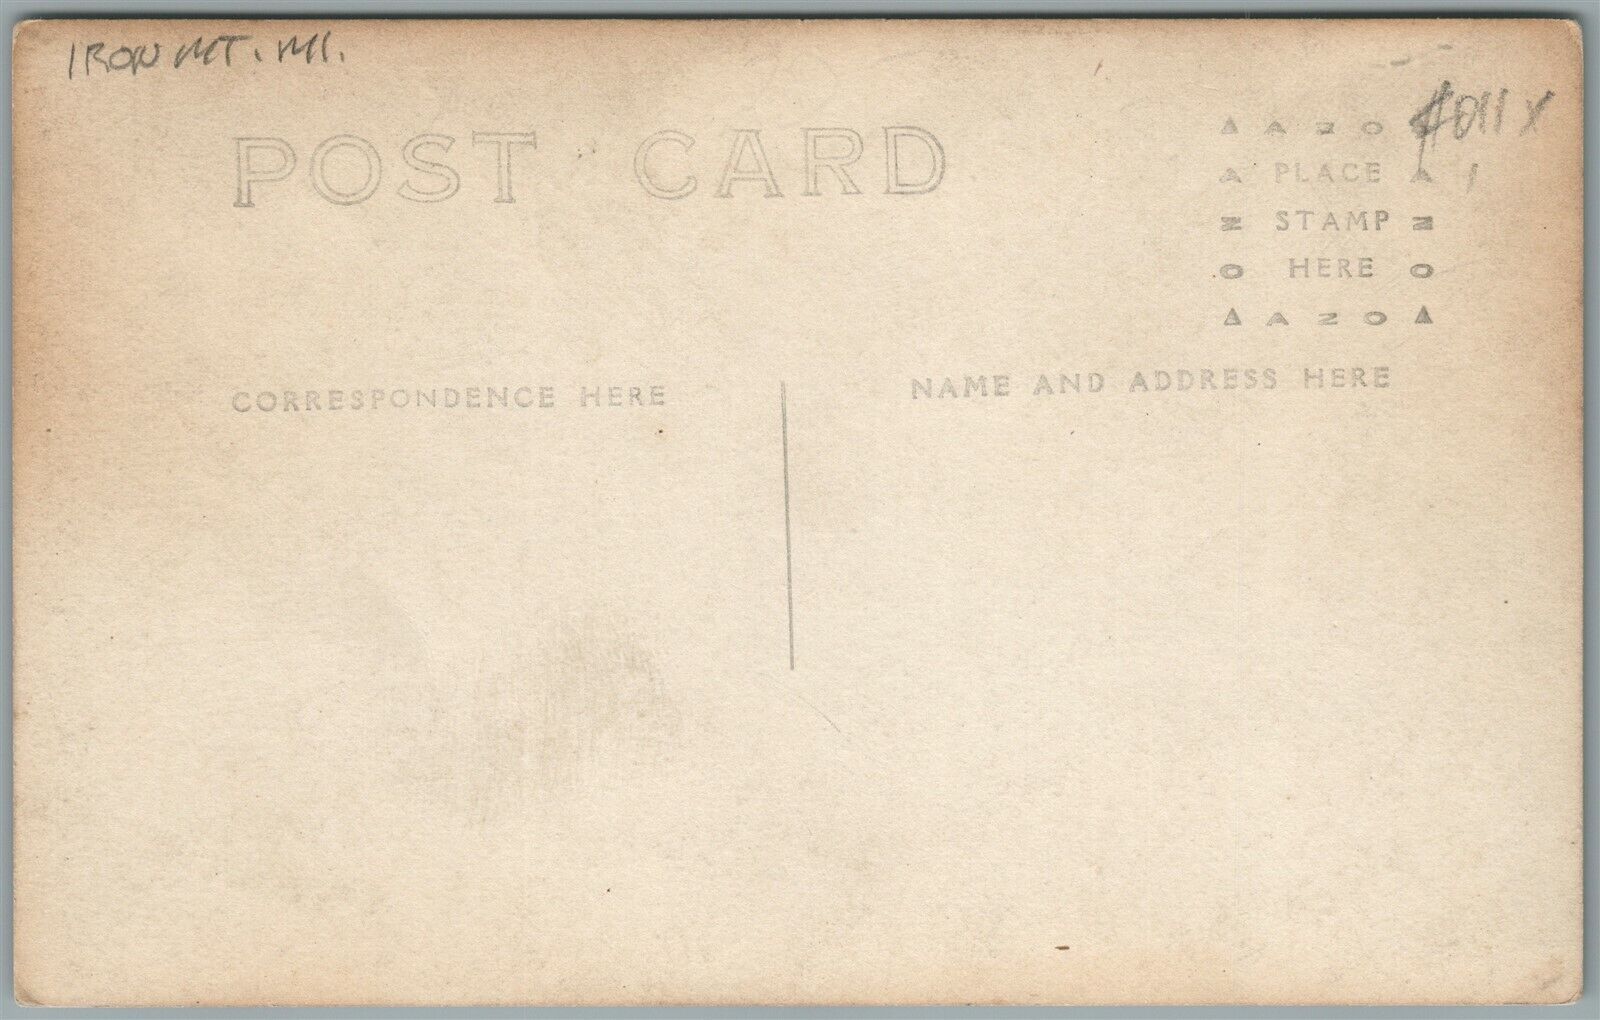 IRON MT. MI.
POST CARD
AZO
PLACE
STAMP
HERE
AZO
CORRESPONDENCE HERE
NAME AND ADDRESS HERE